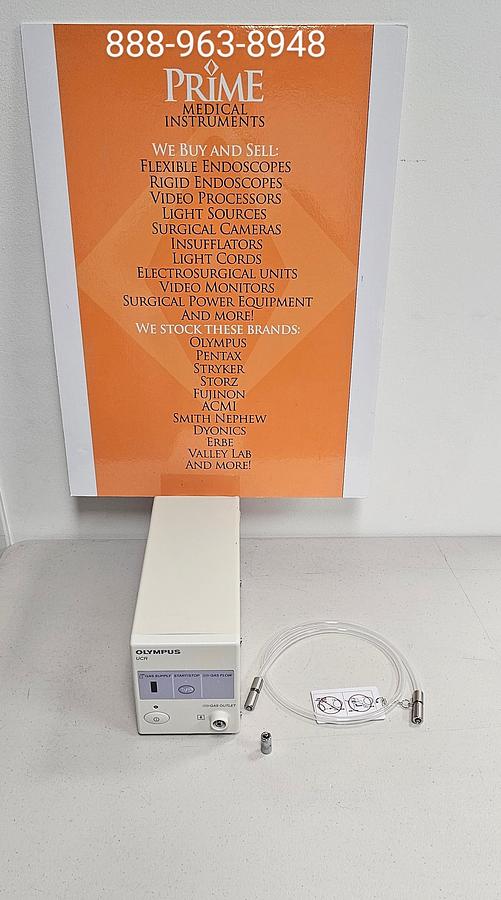 888-963-8948
PRIME
MEDICAL
INSTRUMENTS
WE BUY AND SELL:
FLEXIBLE ENDOSCOPES
RIGID ENDOSCOPES
VIDEO PROCESSORS
LIGHT SOURCES
SURGICAL CAMERAS
INSUFFLATORS
LIGHT CORDS
ELECTROSURGICAL UNITS
VIDEO MONITORS
SURGICAL POWER EQUIPMENT
AND MORE!
WE STOCK THESE BRANDS:
OLYMPUS
PENTAX
STRYKER
STORZ
FUJINON
ACMI
SMITH NEPHEW
DYONICS
ERBE
VALLEY LAB
AND MORE!
OLYMPUS
UCR
GAS SUPPLY START/STOP GAS FLOW
GAS OUTLET